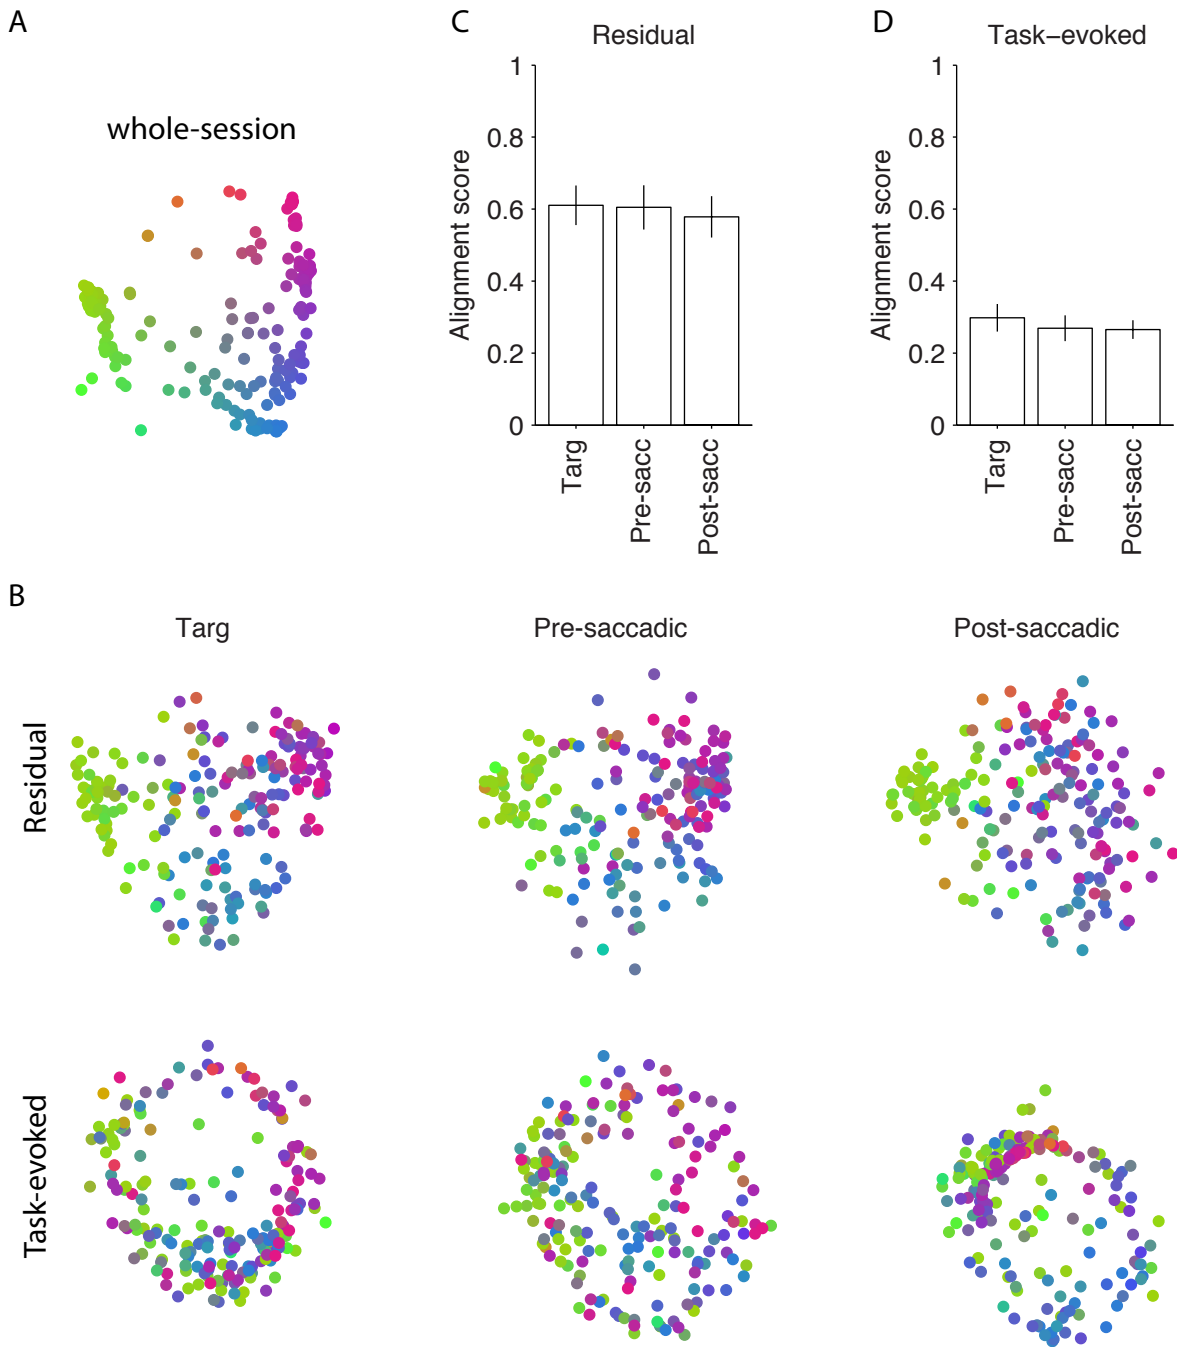 A
whole-session
C
Residual
Alignment score
1
0.8
0.6
0.4
0.2
0
Targ
Pre-sacc
Post-sacc
D
Task−evoked
Alignment score
1
0.8
0.6
0.4
0.2
0
Targ
Pre-sacc
Post-sacc
B
Targ
Pre-saccadic
Post-saccadic
Residual
Task-evoked